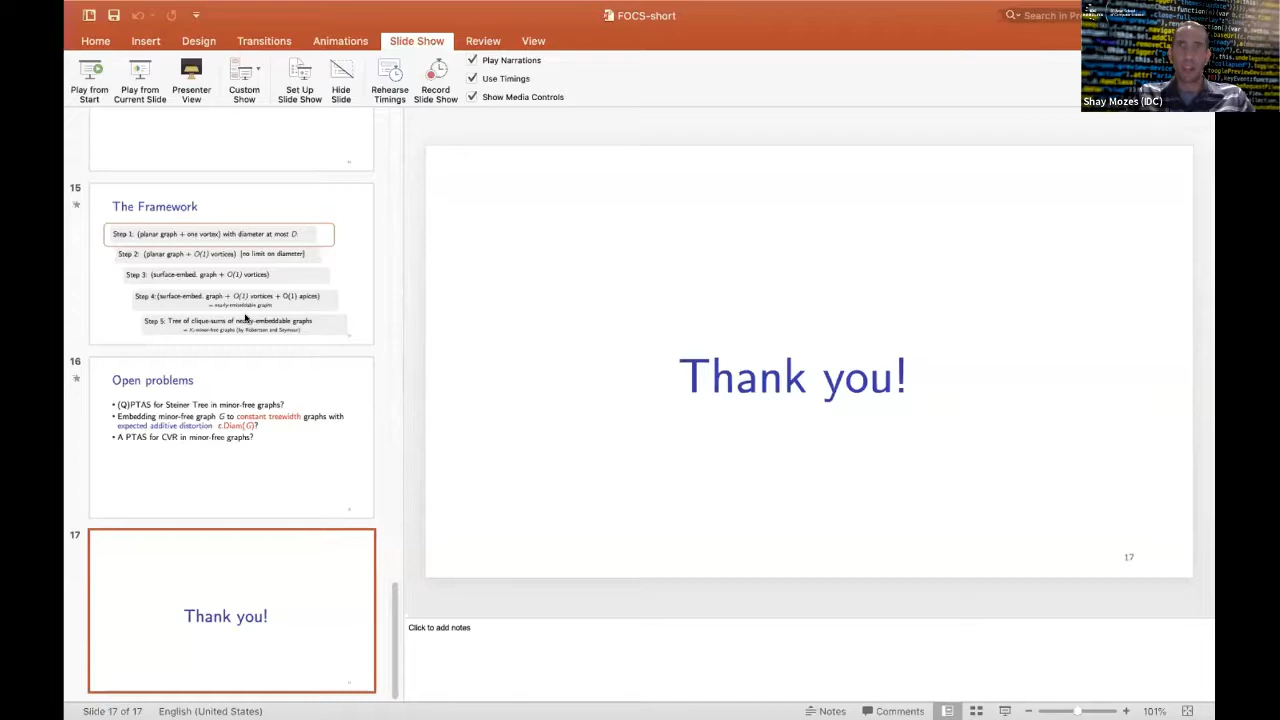 FOCS-short
Search in Pr
Home Insert Design Transitions Animations Slide Show Review View
Play from Start
Play from Current Slide
Presenter View
Custom Show
Set Up Slide Show
Hide Slide
Rehearse Timings
Record Slide Show
Play Narrations
Use Timings
Show Media Controls
Shay Mozes (IDC)
15
The Framework
Step 1: (planar graph + one vortex) with diameter at most D.
Step 2: (planar graph + O(1) vortices) [no limit on diameter]
Step 3: (surface-embed. graph + O(1) vortices)
Step 4:(surface-embed. graph + O(1) vortices + O(1) apices)
= nearly-embeddable graphs
Step 5: Tree of clique-sums of nearly-embeddable graphs
16
Open problems
• (Q)PTAS for Steiner Tree in minor-free graphs?
• Embedding minor-free graph G to constant treewidth graphs with
expected additive distortion ε.Diam(G)?
• A PTAS for CVR in minor-free graphs?
17
Thank you!
Thank you!
17
Click to add notes
Slide 17 of 17 English (United States) Notes Comments 101%